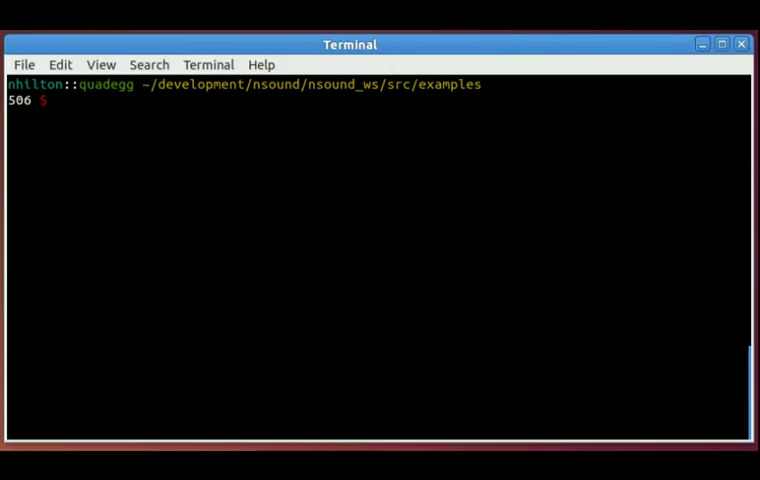 Terminal
File Edit View Search Terminal Help
nhilton::quadegg ~/development/nsound/nsound_ws/src/examples
506 $